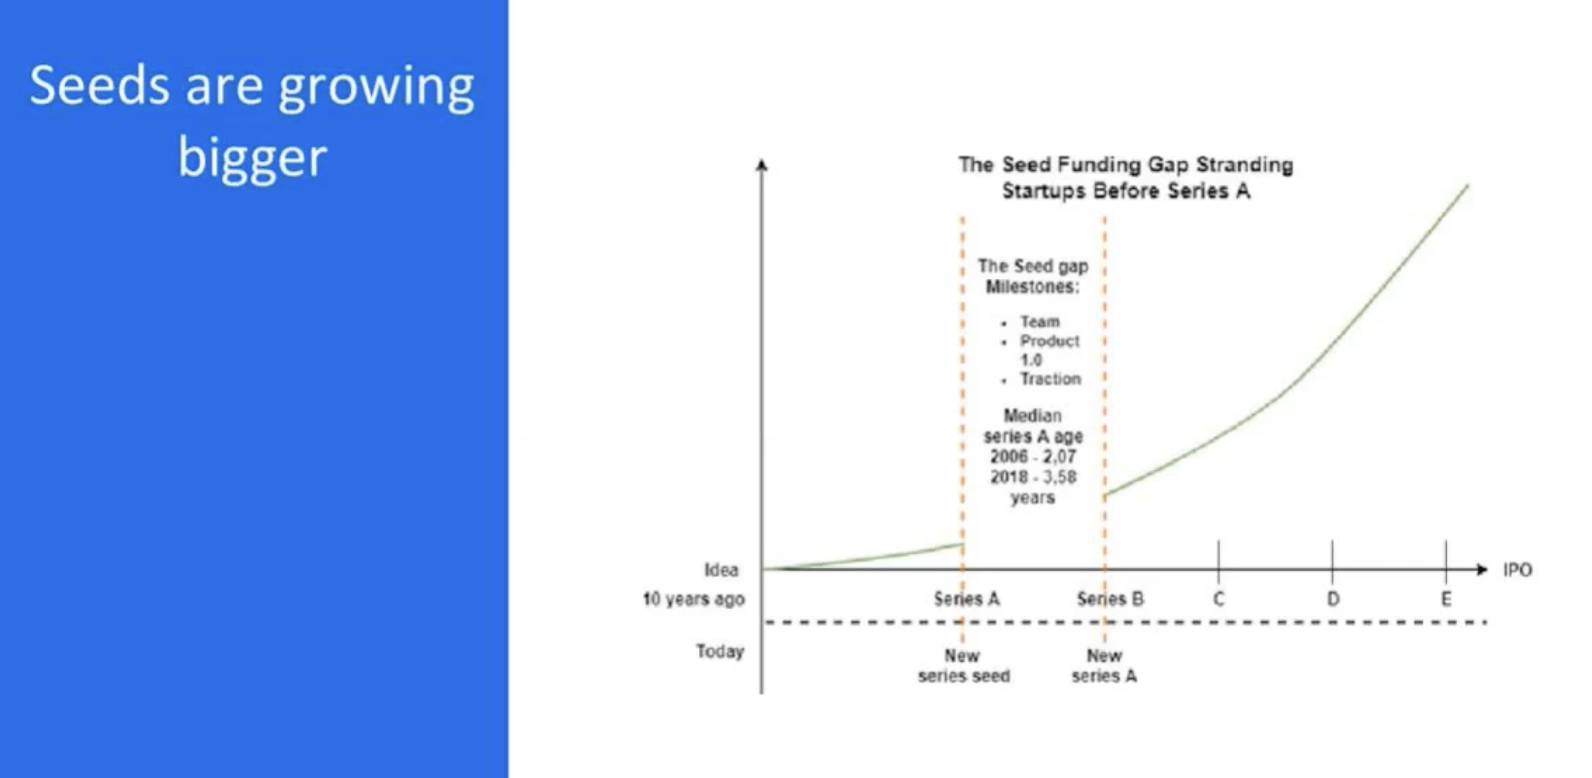 Seeds are growing
bigger
The Seed Funding Gap Stranding
Startups Before Series A
The Seed gap
Milestones:
• Team
• Product
1.0
• Traction
Median
series A age
2006 - 2,07
2018 - 3,58
years
Idea
IPO
10 years ago
Series A
Series B
C
D
E
Today
New
series seed
New
series A